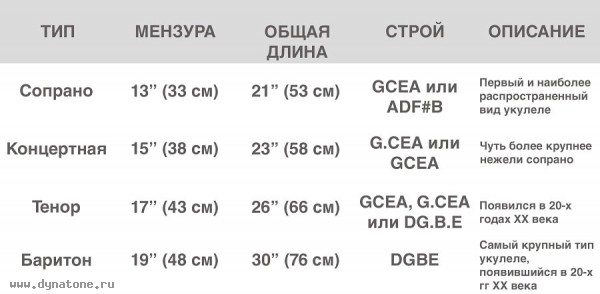 ТИП МЕНЗУРА ОБЩАЯ ДЛИНА СТРОЙ ОПИСАНИЕ
Сопрано 13” (33 см) 21” (53 см) GCEA или ADF#B Первый и наиболее распространенный вид укулеле
Концертная 15” (38 см) 23” (58 см) G.CEA или GCEA Чуть более крупнее нежели сопрано
Тенор 17” (43 см) 26” (66 см) GCEA, G.CEA или DG.B.E Появился в 20-х годах XX века
Баритон 19” (48 см) 30” (76 см) DGBE Самый крупный тип укулеле, появившийся в 20-х гг XX века
www.dynatone.ru